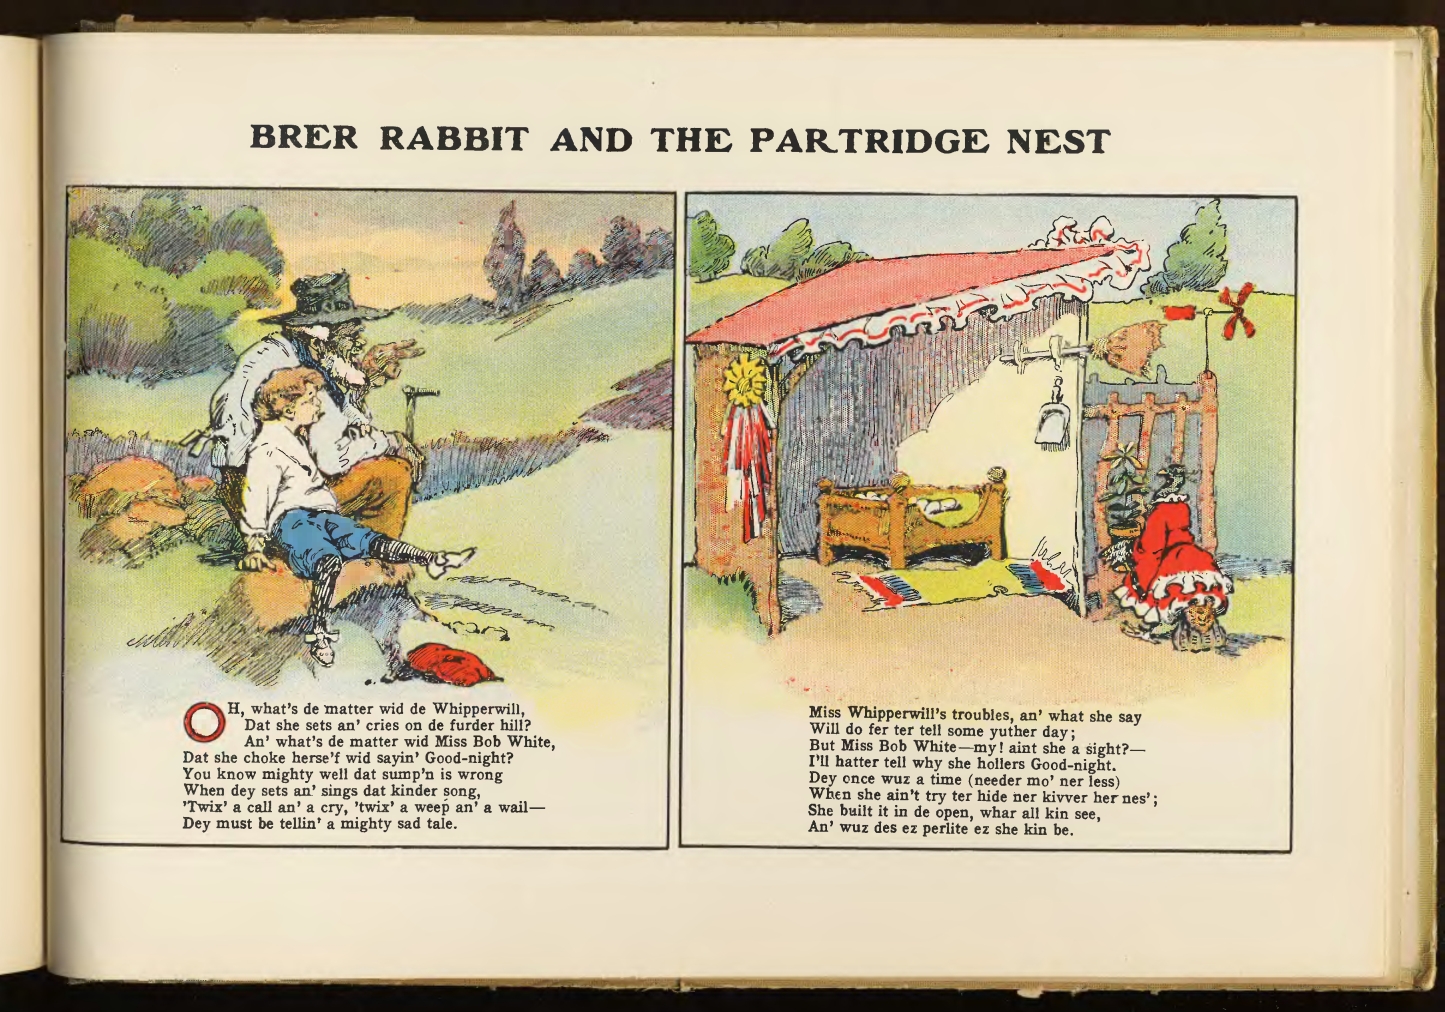 BRER RABBIT AND THE PARTRIDGE NEST
OH, what's de matter wid de Whipperwill,
Dat she sets an' cries on de furder hill?
An' what's de matter wid Miss Bob White,
Dat she choke herse'f wid sayin' Good-night?
You know mighty well dat sump'n is wrong
When dey sets an' sings dat kinder song,
'Twix' a call an' a cry, 'twix' a weep an' a wail—
Dey must be tellin' a mighty sad tale.
Miss Whipperwill's troubles, an' what she say
Will do fer ter tell some yuther day;
But Miss Bob White—my! aint she a sight?—
I'll hatter tell why she hollers Good-night.
Dey once wuz a time (needer mo' ner less)
When she ain't try ter hide ner kivver her nes';
She built it in de open, whar all kin see,
An' wuz des ez perlite ez she kin be.